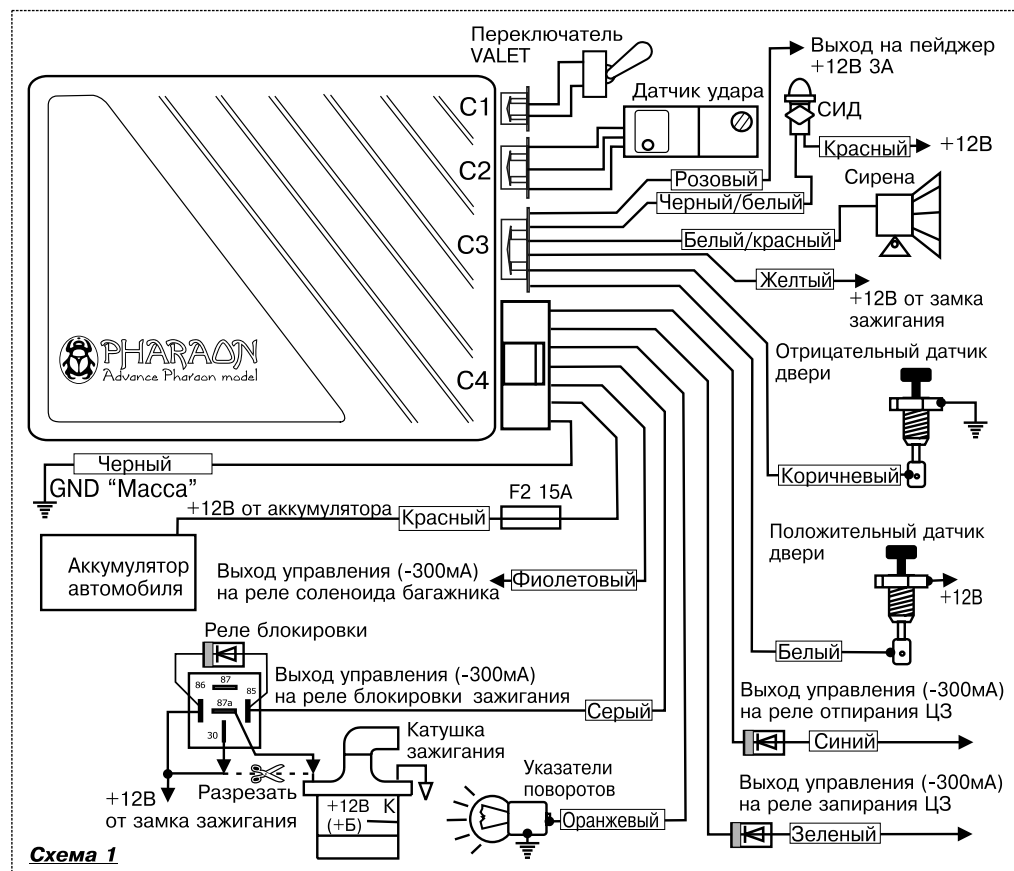 Переключатель
VALET
Выход на пейджер
+12В 3А
Датчик удара
СИД
C1
Красный
+12В
C2
Розовый
Сирена
Черный/белый
C3
Белый/красный
Желтый
+12В от замка
зажигания
PHARAON
Advance Pharaon model
C4
Отрицательный датчик
двери
Черный
GND “Масса”
Коричневый
F2 15A
+12В от аккумулятора
Красный
Аккумулятор
автомобиля
Положительный датчик
двери
+12В
Выход управления (-300мА)
на реле соленоида багажника
Фиолетовый
Белый
Реле блокировки
86
87
85
87a
30
Выход управления (-300мА)
на реле блокировки зажигания
Серый
Выход управления (-300мА)
на реле отпирания ЦЗ
Синий
Катушка
зажигания
Разрезать
+12В
от замка зажигания
+12В К
(+Б)
Указатели
поворотов
Оранжевый
Выход управления (-300мА)
на реле запирания ЦЗ
Зеленый
Схема 1